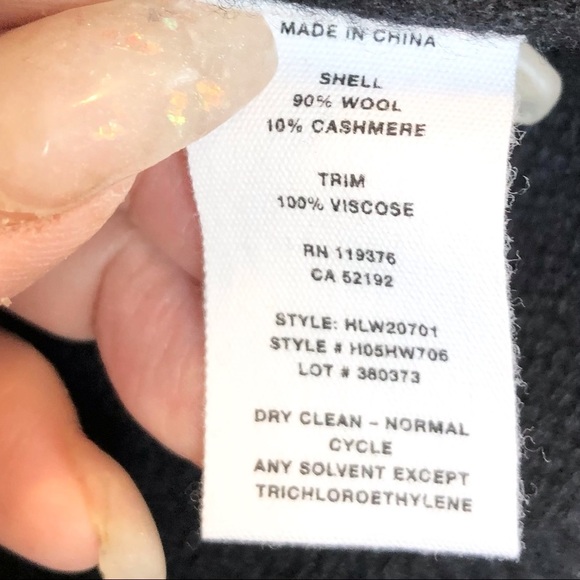 MADE IN CHINA
SHELL
90% WOOL
10% CASHMERE
TRIM
100% VISCOSE
RN 119376
CA 52192
STYLE: HLW20701
STYLE # H05HW706
LOT # 380373
DRY CLEAN - NORMAL
CYCLE
ANY SOLVENT EXCEPT
TRICHLOROETHYLENE